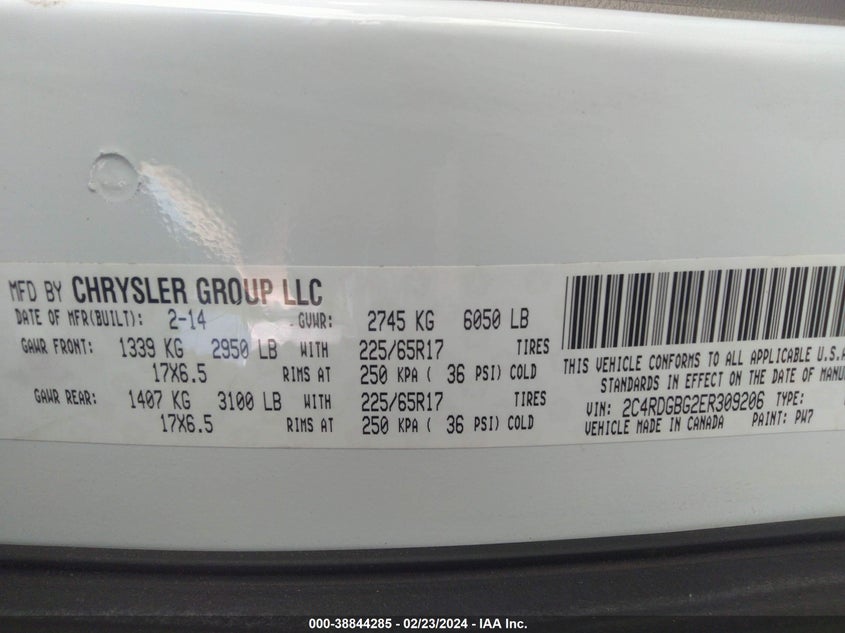 MFD BY CHRYSLER GROUP LLC
DATE OF MFR(BUILT): 2-14 GVWR: 2745 KG 6050 LB
GAWR FRONT: 1339 KG 2950 LB WITH 225/65R17 TIRES
17X6.5 RIMS AT 250 KPA ( 36 PSI) COLD
GAWR REAR: 1407 KG 3100 LB WITH 225/65R17 TIRES
17X6.5 RIMS AT 250 KPA ( 36 PSI) COLD
THIS VEHICLE CONFORMS TO ALL APPLICABLE U.S.A
STANDARDS IN EFFECT ON THE DATE OF MANU
VIN: 2C4RDGBG2ER309206 TYPE:
VEHICLE MADE IN CANADA PAINT: PW7
000-38844285 - 02/23/2024 - IAA Inc.